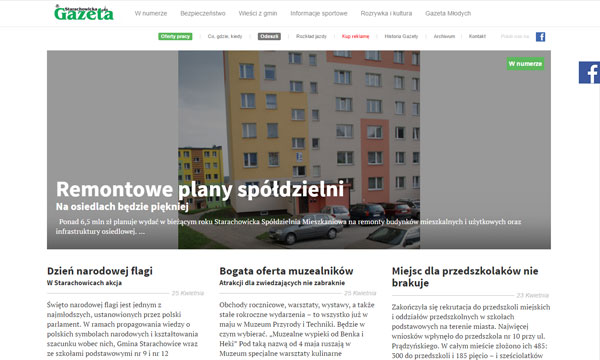 Starachowicka
Gazeta
W numerze Bezpieczeństwo Wieści z gmin Informacje sportowe Rozrywka i kultura Gazeta Młodych
Oferty pracy Co, gdzie, kiedy Odeszli Rozkład jazdy Kup reklamę Historia Gazety Archiwum Kontakt Polub nas na:
W numerze
Remontowe plany spółdzielni
Na osiedlach będzie piękniej
Ponad 6,5 mln zł planuje wydać w bieżącym roku Starachowicka Spółdzielnia Mieszkaniowa na remonty budynków mieszkalnych i użytkowych oraz
infrastruktury osiedlowej. ...
Dzień narodowej flagi
W Starachowicach akcja
25 Kwietnia
Święto narodowej flagi jest jednym z
najmłodszych, ustanowionych przez polski
parlament. W ramach propagowania wiedzy o
polskich symbolach narodowych i kształtowania
szacunku wobec nich, Gmina Starachowice wraz
ze szkołami podstawowymi nr 9 i nr 12
Bogata oferta muzealników
Atrakcji dla zwiedzających nie zabraknie
25 Kwietnia
Obchody rocznicowe, warsztaty, wystawy, a także
stałe rokroczne wydarzenia – to wszystko już w
maju w Muzeum Przyrody i Techniki. Będzie w
czym wybierać. „Muzealne wypieki od Benka i
Heki” Pod taką nazwą od 4 maja ruszają w
Muzeum specjalne warsztaty kulinarne
Miejsc dla przedszkolaków nie
brakuje
23 Kwietnia
Zakończyła się rekrutacja do przedszkoli miejskich
i oddziałów przedszkolnych w szkołach
podstawowych na terenie miasta. Najwięcej
wniosków wpłynęło do przedszkola nr 10 przy ul.
Prądzyńskiego. W całym mieście złożono ich 485:
300 do przedszkoli i 185 pięcio – i sześciolatków